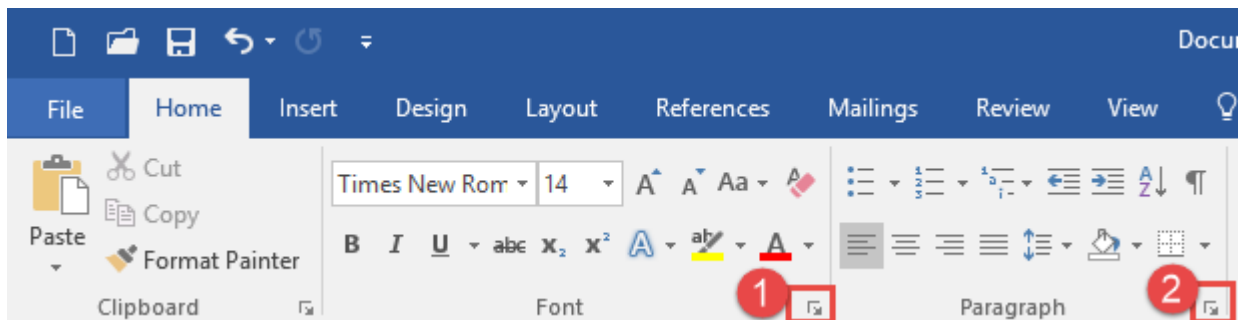 Docu
File Home Insert Design Layout References Mailings Review View
Cut
Copy
Paste
Format Painter
Times New Rom 14 A A Aa
B I U abc X₂ X² A aby A
A Z ¶
Clipboard Font 1 Paragraph 2